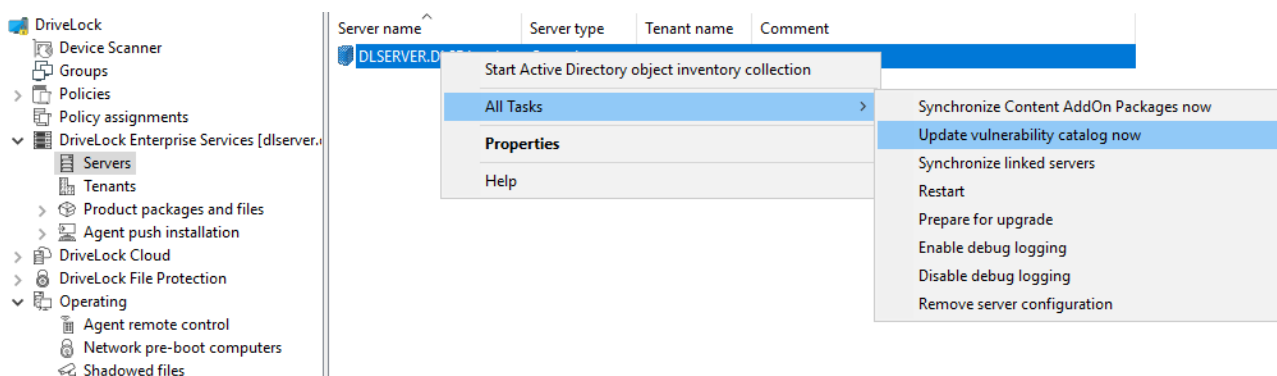 DriveLock
Device Scanner
Groups
Policies
Policy assignments
DriveLock Enterprise Services [dlserver.
Servers
Tenants
Product packages and files
Agent push installation
DriveLock Cloud
DriveLock File Protection
Operating
Agent remote control
Network pre-boot computers
Shadowed files
Server name Server type Tenant name Comment
DLSERVER.D
Start Active Directory object inventory collection
All Tasks
Properties
Help
Synchronize Content AddOn Packages now
Update vulnerability catalog now
Synchronize linked servers
Restart
Prepare for upgrade
Enable debug logging
Disable debug logging
Remove server configuration